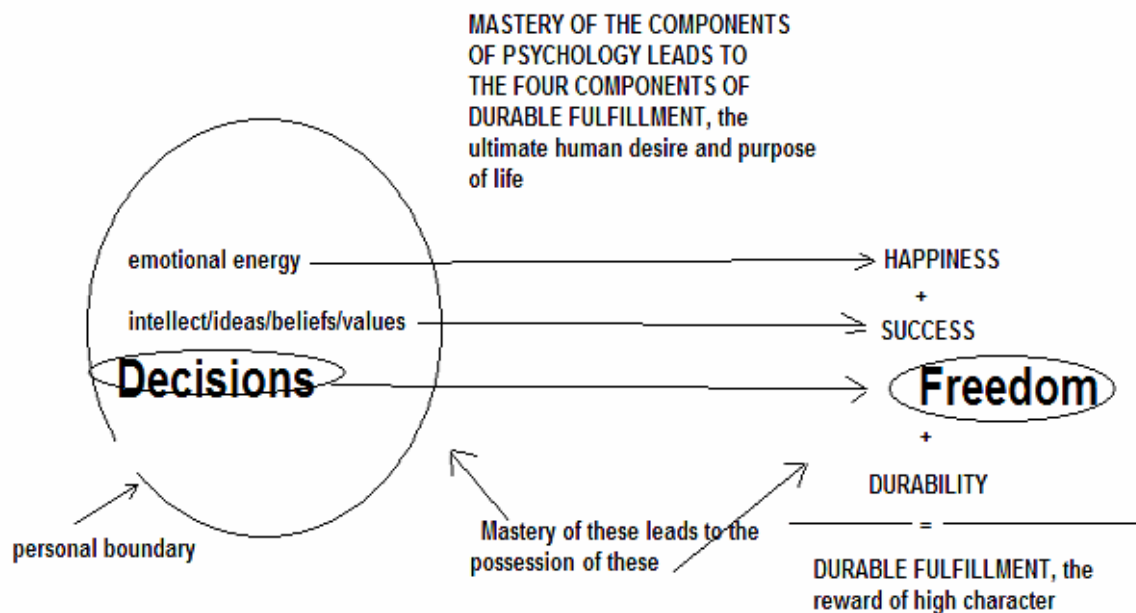 MASTERY OF THE COMPONENTS
OF PSYCHOLOGY LEADS TO
THE FOUR COMPONENTS OF
DURABLE FULFILLMENT, the
ultimate human desire and purpose
of life
emotional energy
HAPPINESS
+
intellect/ideas/beliefs/values
SUCCESS
Decisions
Freedom
+
DURABILITY
=
personal boundary
Mastery of these leads to the
possession of these
DURABLE FULFILLMENT, the
reward of high character